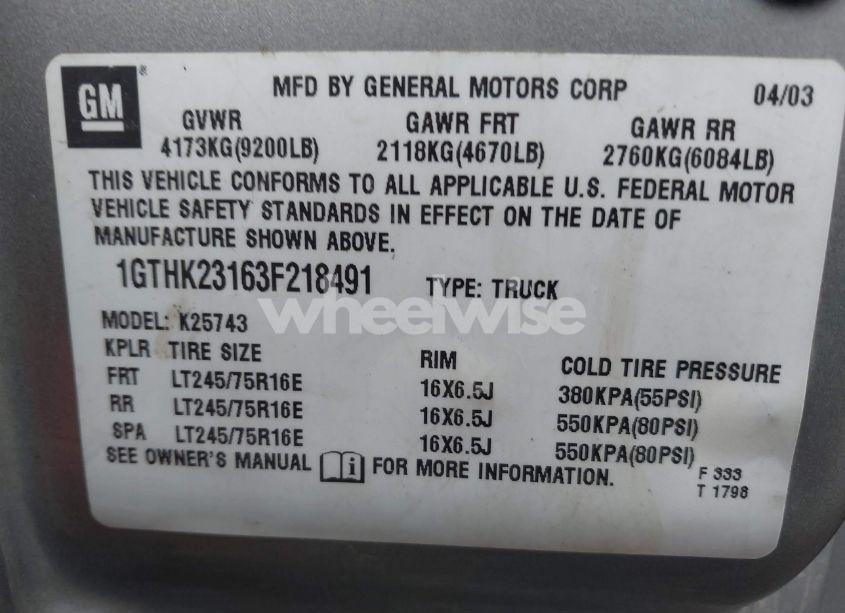 GM
MFD BY GENERAL MOTORS CORP 04/03
GVWR GAWR FRT GAWR RR
4173KG(9200LB) 2118KG(4670LB) 2760KG(6084LB)
THIS VEHICLE CONFORMS TO ALL APPLICABLE U.S. FEDERAL MOTOR
VEHICLE SAFETY STANDARDS IN EFFECT ON THE DATE OF
MANUFACTURE SHOWN ABOVE.
1GTHK23163F218491 TYPE: TRUCK
wheelwise
MODEL: K25743
KPLR TIRE SIZE RIM COLD TIRE PRESSURE
FRT LT245/75R16E 16X6.5J 380KPA(55PSI)
RR LT245/75R16E 16X6.5J 550KPA(80PSI)
SPA LT245/75R16E 16X6.5J 550KPA(80PSI)
SEE OWNER'S MANUAL i FOR MORE INFORMATION.
F 333
T 1798